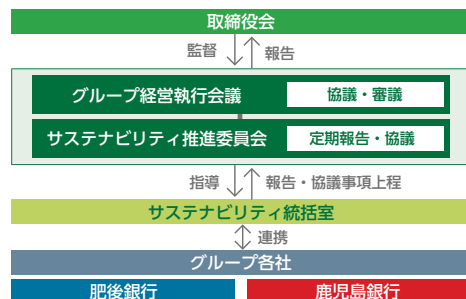 取締役会
監督 報告
グループ経営執行会議 協議・審議
サステナビリティ推進委員会 定期報告・協議
指導 報告・協議事項上程
サステナビリティ統括室
連携
グループ各社
肥後銀行 鹿児島銀行